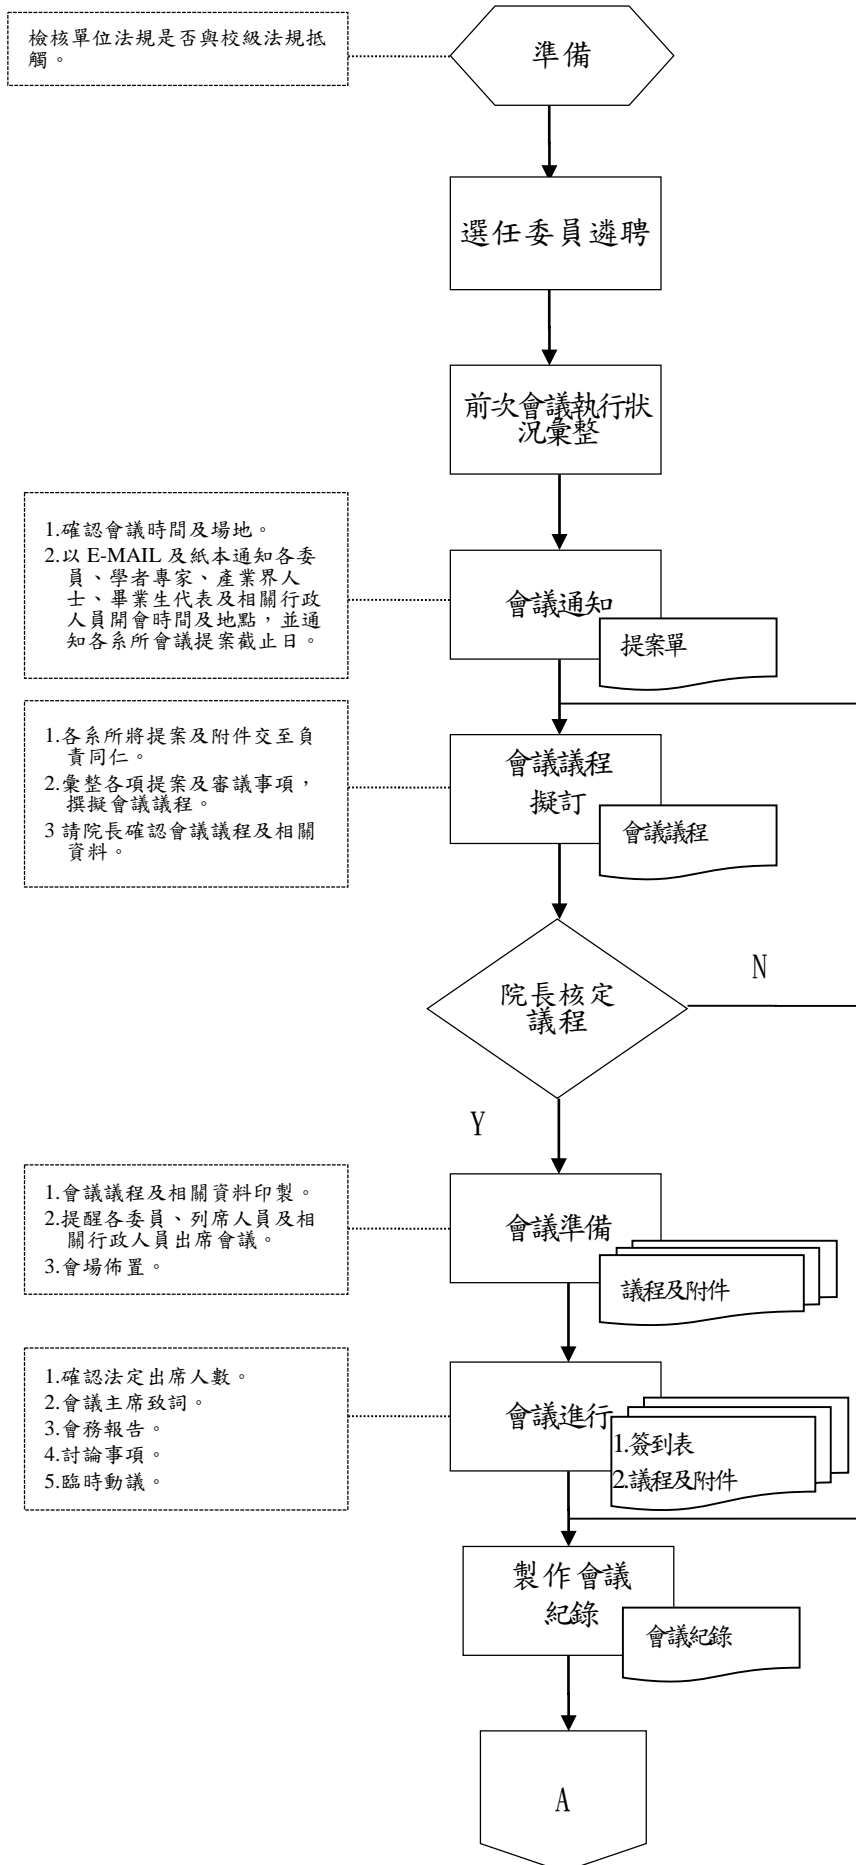 檢核單位法規是否與校級法規抵
觸。
準備
選任委員遴聘
前次會議執行狀
況彙整
1.確認會議時間及場地。
2.以 E-MAIL 及紙本通知各委
員、學者專家、產業界人
士、畢業生代表及相關行政
人員開會時間及地點，並通
知各系所會議提案截止日。
會議通知
提案單
1.各系所將提案及附件交至負
責同仁。
2.彙整各項提案及審議事項，
撰擬會議議程。
3 請院長確認會議議程及相關
資料。
會議議程
擬訂
會議議程
院長核定
議程
N
Y
1.會議議程及相關資料印製。
2.提醒各委員、列席人員及相
關行政人員出席會議。
3.會場佈置。
會議準備
議程及附件
1.確認法定出席人數。
2.會議主席致詞。
3.會務報告。
4.討論事項。
5.臨時動議。
會議進行
1.簽到表
2.議程及附件
製作會議
紀錄
會議紀錄
A